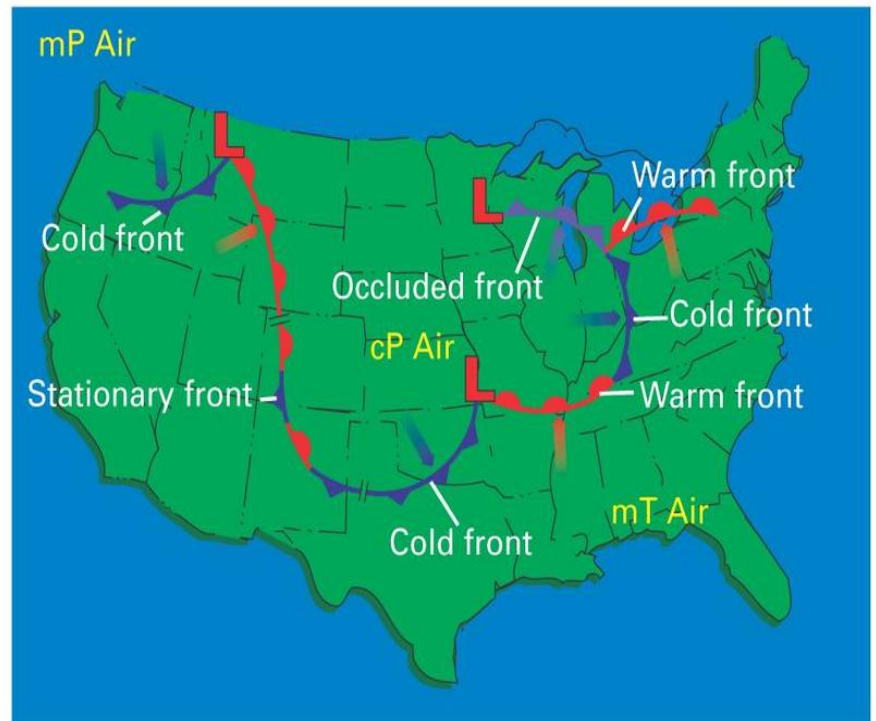 mP Air
L
L
Warm front
Cold front
Occluded front
Cold front
cP Air
L
Stationary front
Warm front
mT Air
Cold front